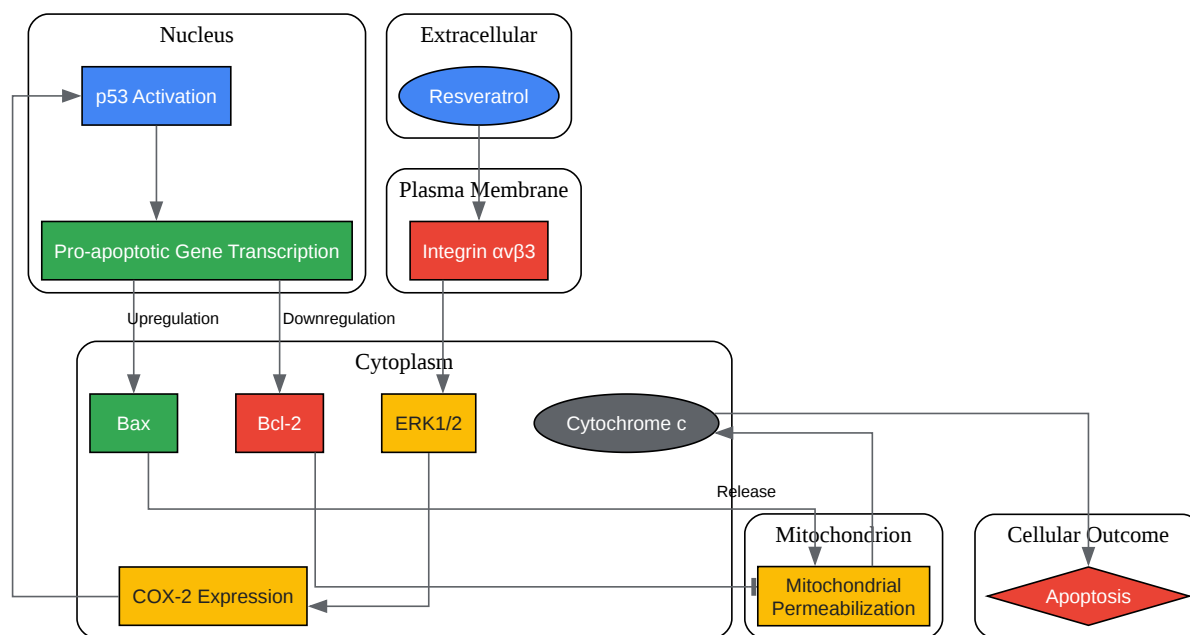 Nucleus
Extracellular
p53 Activation
Resveratrol
Plasma Membrane
Pro-apoptotic Gene Transcription
Integrin αvβ3
Upregulation
Downregulation
Cytoplasm
Bax
Bcl-2
ERK1/2
Cytochrome c
Release
Mitochondrion
Cellular Outcome
COX-2 Expression
Mitochondrial
Permeabilization
Apoptosis